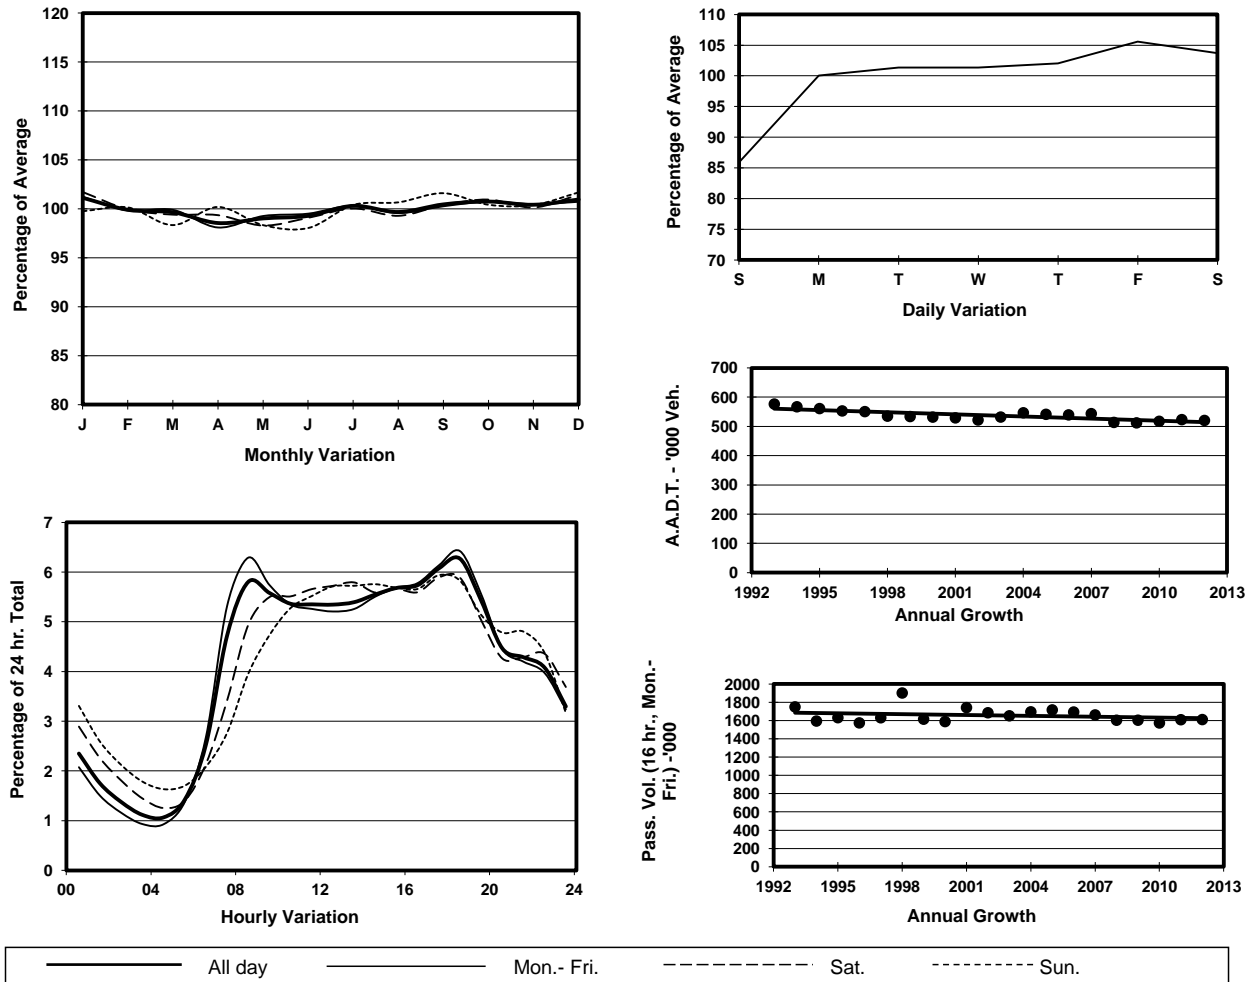 120
115
110
105
100
95
90
85
80
Percentage of Average
J F M A M J J A S O N D
Monthly Variation
110
105
100
95
90
85
80
75
70
Percentage of Average
S M T W T F S
Daily Variation
700
600
500
400
300
200
100
0
A.A.D.T. - '000 Veh.
1992 1995 1998 2001 2004 2007 2010 2013
Annual Growth
7
6
5
4
3
2
1
0
Percentage of 24 hr. Total
00 04 08 12 16 20 24
Hourly Variation
2000
1800
1600
1400
1200
1000
800
600
400
200
0
Pass. Vol. (16 hr., Mon.-
Fri.) -'000
1992 1995 1998 2001 2004 2007 2010 2013
Annual Growth
All day Mon.- Fri. Sat. Sun.